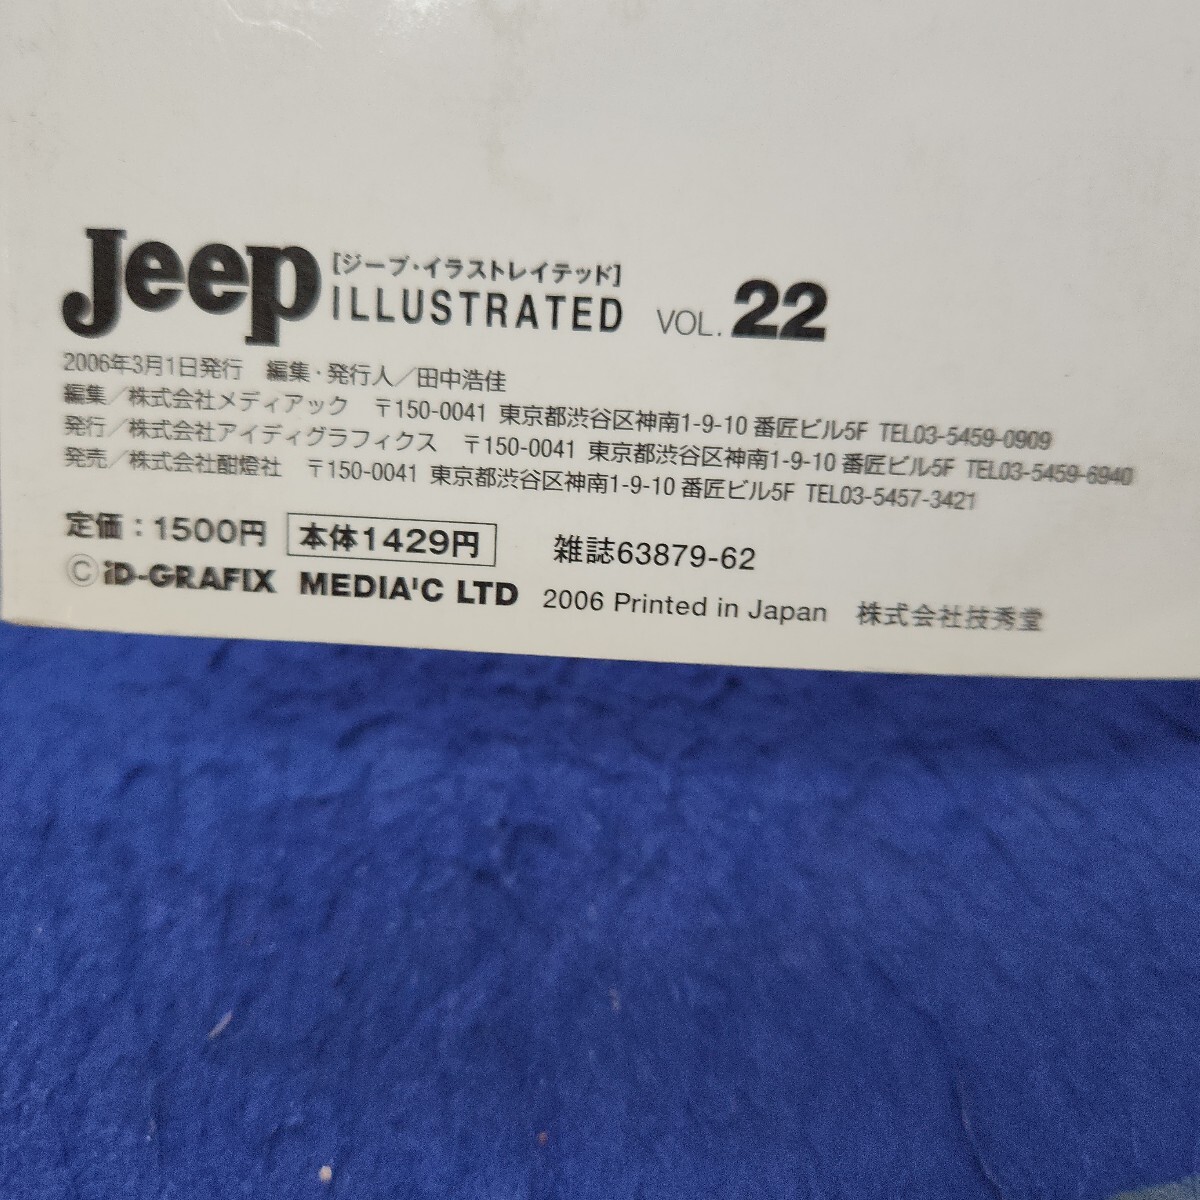 Jeep [ジープ・イラストレイテッド] ILLUSTRATED VOL. 22
2006年3月1日発行 編集・発行人／田中浩佳
編集／株式会社メディアック 〒150-0041 東京都渋谷区神南1-9-10 番匠ビル5F TEL03-5459-0909
発行／株式会社アイディグラフィクス 〒150-0041 東京都渋谷区神南1-9-10 番匠ビル5F TEL03-5459-6940
発売／株式会社酣燈社 〒150-0041 東京都渋谷区神南1-9-10 番匠ビル5F TEL03-5457-3421
定価：1500円 本体1429円 雑誌63879-62
©iD-GRAFIX MEDIA'C LTD 2006 Printed in Japan 株式会社技秀堂